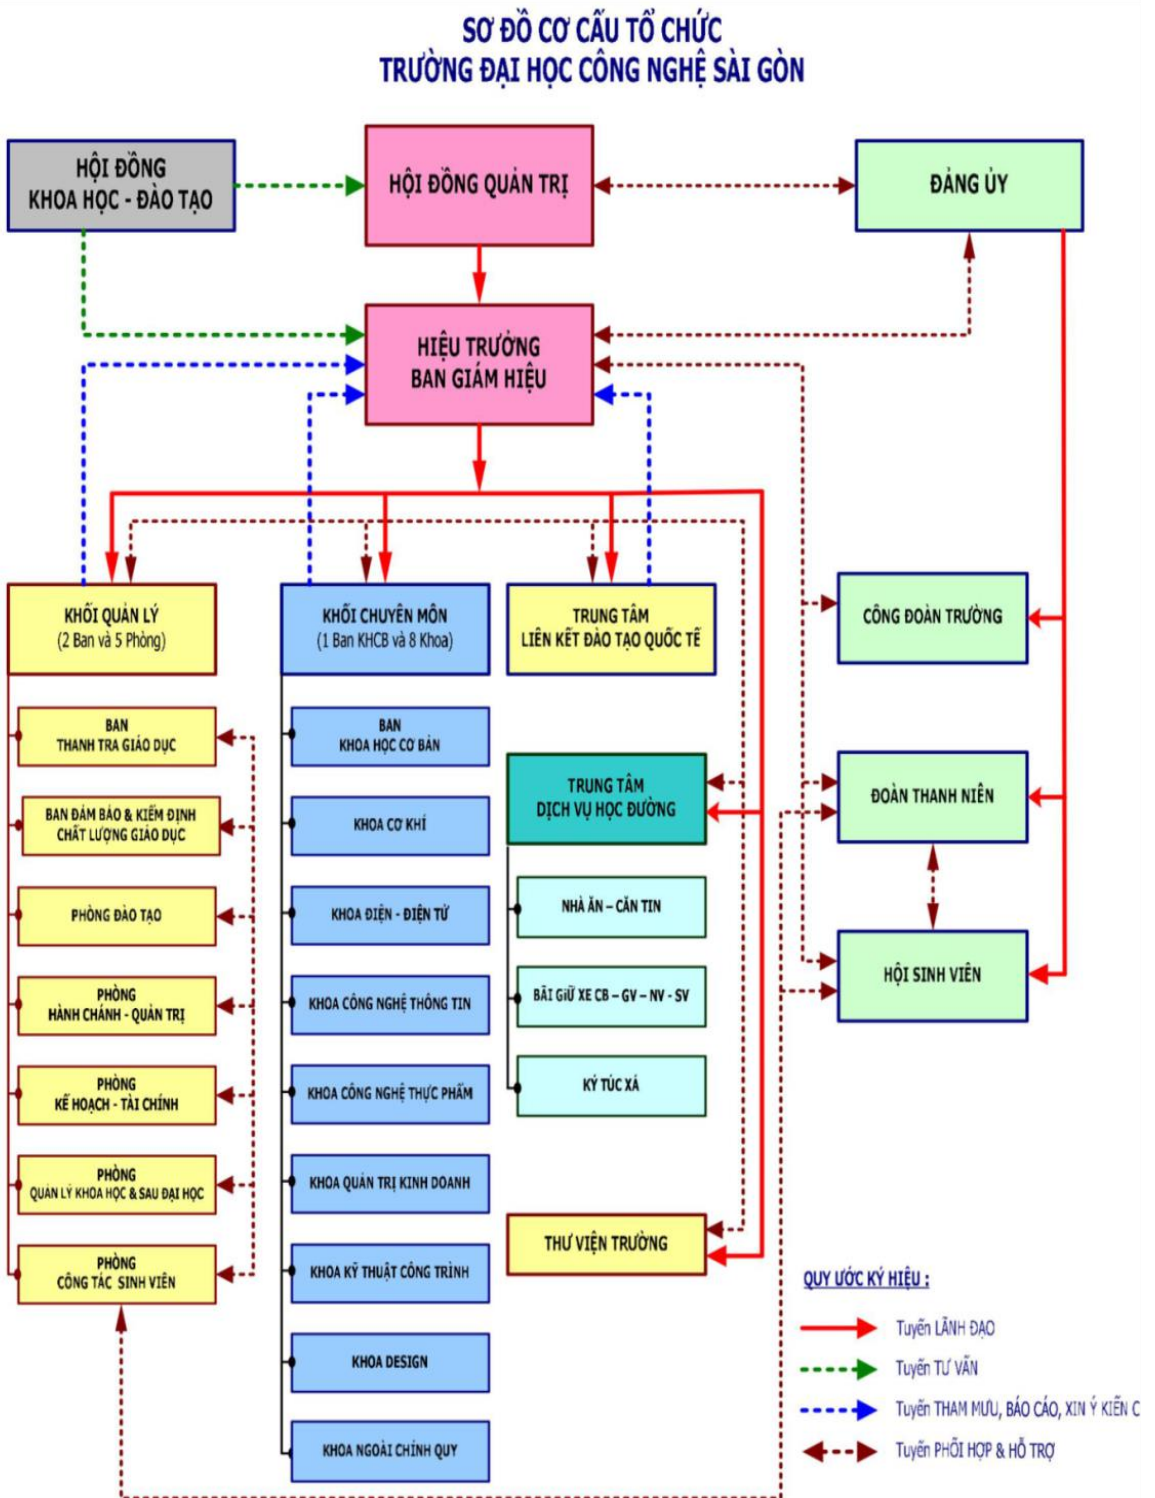 SƠ ĐỒ CƠ CẤU TỔ CHỨC
TRƯỜNG ĐẠI HỌC CÔNG NGHỆ SÀI GÒN
HỘI ĐỒNG
KHOA HỌC - ĐÀO TẠO
HỘI ĐỒNG QUẢN TRỊ
ĐẢNG ỦY
HIỆU TRƯỞNG
BAN GIÁM HIỆU
KHỐI QUẢN LÝ
(2 Ban và 5 Phòng)
KHỐI CHUYÊN MÔN
(1 Ban KHCB và 8 Khoa)
TRUNG TÂM
LIÊN KẾT ĐÀO TẠO QUỐC TẾ
CÔNG ĐOÀN TRƯỜNG
BAN
THANH TRA GIÁO DỤC
BAN ĐẢM BẢO & KIỂM ĐỊNH
CHẤT LƯỢNG GIÁO DỤC
PHÒNG ĐÀO TẠO
PHÒNG
HÀNH CHÁNH - QUẢN TRỊ
PHÒNG
KẾ HOẠCH - TÀI CHÍNH
PHÒNG
QUẢN LÝ KHOA HỌC & SAU ĐẠI HỌC
PHÒNG
CÔNG TÁC SINH VIÊN
BAN
KHOA HỌC CƠ BẢN
KHOA CƠ KHÍ
KHOA ĐIỆN - ĐIỆN TỬ
KHOA CÔNG NGHỆ THÔNG TIN
KHOA CÔNG NGHỆ THỰC PHẨM
KHOA QUẢN TRỊ KINH DOANH
KHOA KỸ THUẬT CÔNG TRÌNH
KHOA DESIGN
KHOA NGOÀI CHÍNH QUY
TRUNG TÂM
DỊCH VỤ HỌC ĐƯỜNG
NHÀ ĂN – CĂN TIN
BÃI GIỮ XE CB – GV – NV - SV
KÝ TÚC XÁ
THƯ VIỆN TRƯỜNG
ĐOÀN THANH NIÊN
HỘI SINH VIÊN
QUY ƯỚC KÝ HIỆU :
Tuyến LÃNH ĐẠO
Tuyến TƯ VẤN
Tuyến THAM MƯU, BÁO CÁO, XIN Ý KIẾN C
Tuyến PHỐI HỢP & HỖ TRỢ